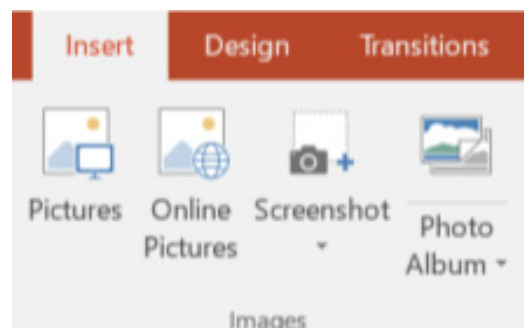 Insert Design Transitions
Pictures Online Pictures Screenshot Photo Album
Images